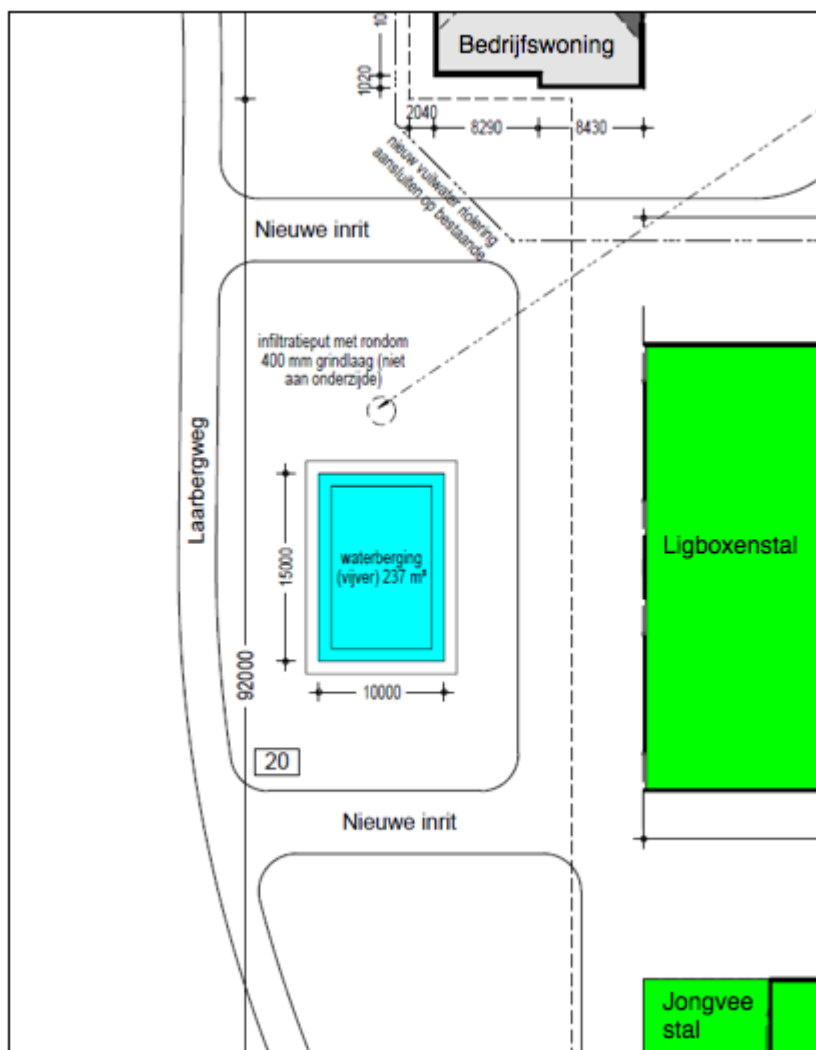 10
Bedrijfswoning
1020
2040
8290
8430
nieuw vuilwater riolering
aansluiten op bestaande
Nieuwe inrit
infiltratieput met rondom
400 mm grindlaag (niet
aan onderzijde)
Laarbergweg
15000
waterberging
(vijver) 237 m³
Ligboxenstal
92000
10000
20
Nieuwe inrit
Jongvee
stal